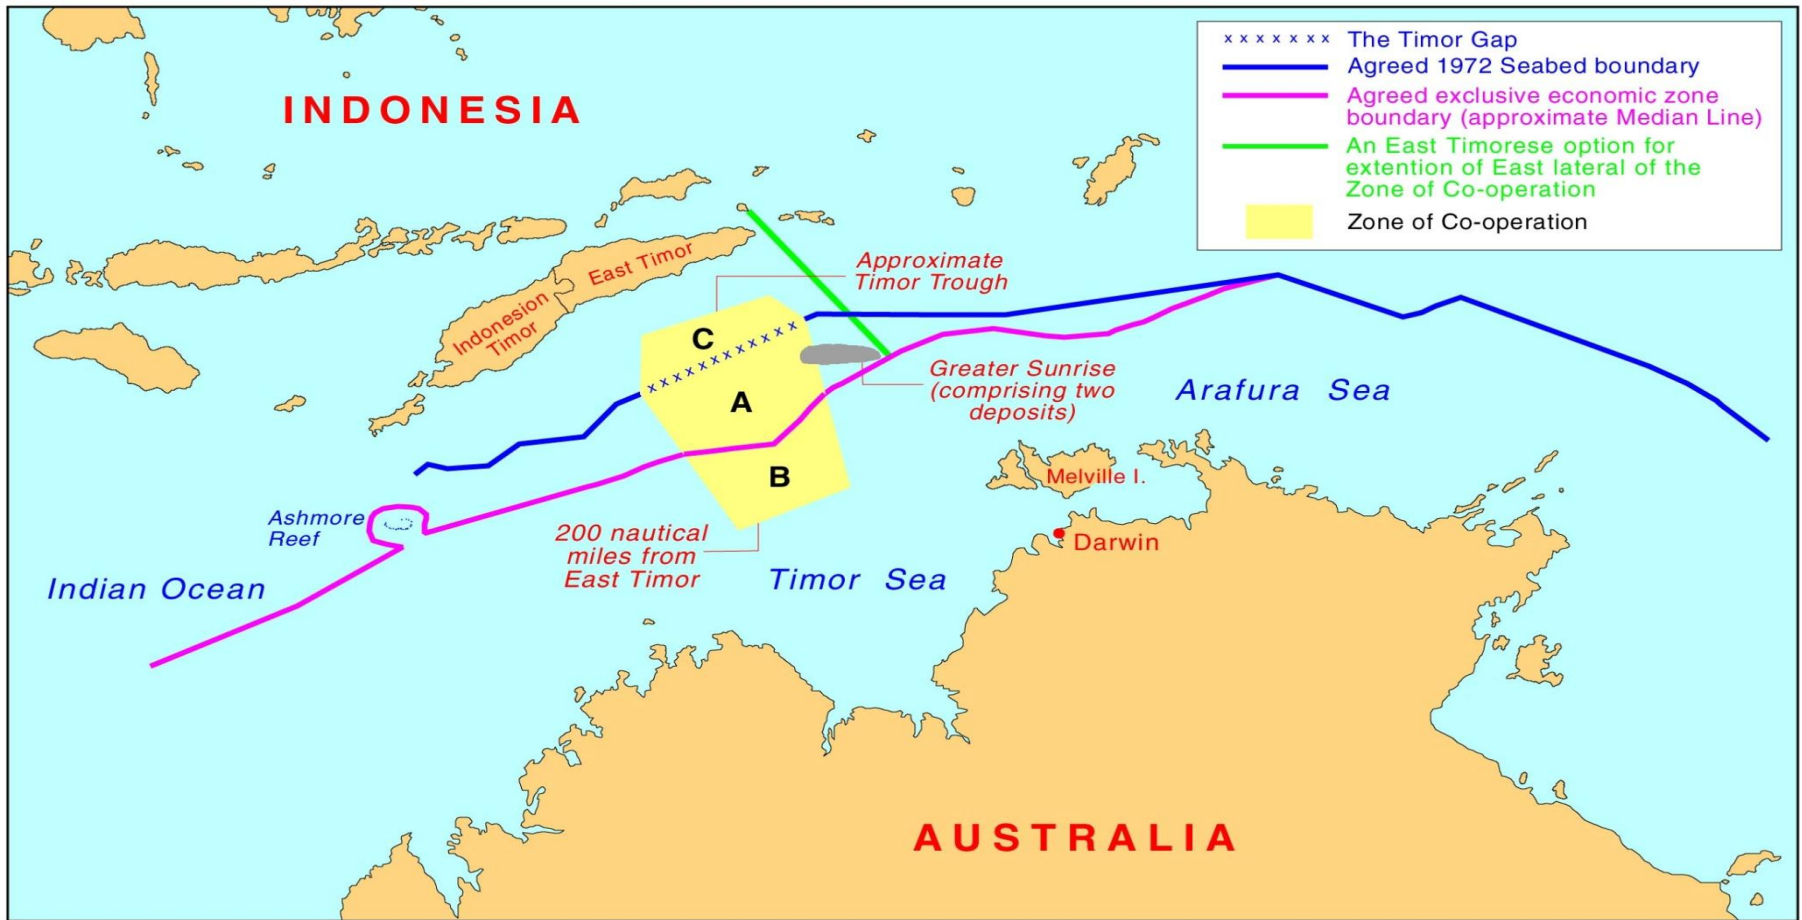 x x x x x x x The Timor Gap
Agreed 1972 Seabed boundary
Agreed exclusive economic zone
boundary (approximate Median Line)
An East Timorese option for
extention of East lateral of the
Zone of Co-operation
Zone of Co-operation
INDONESIA
East Timor
Indonesion
Timor
Approximate
Timor Trough
C
x x x x x x x x x x x x x
A
B
Greater Sunrise
(comprising two
deposits)
Arafura Sea
Melville I.
Ashmore
Reef
200 nautical
miles from
East Timor
Darwin
Indian Ocean
Timor Sea
AUSTRALIA